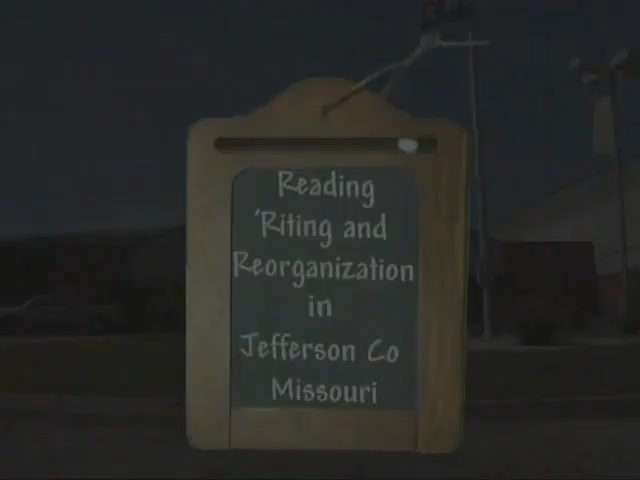 Reading
'Riting and
Reorganization
in
Jefferson Co
Missouri